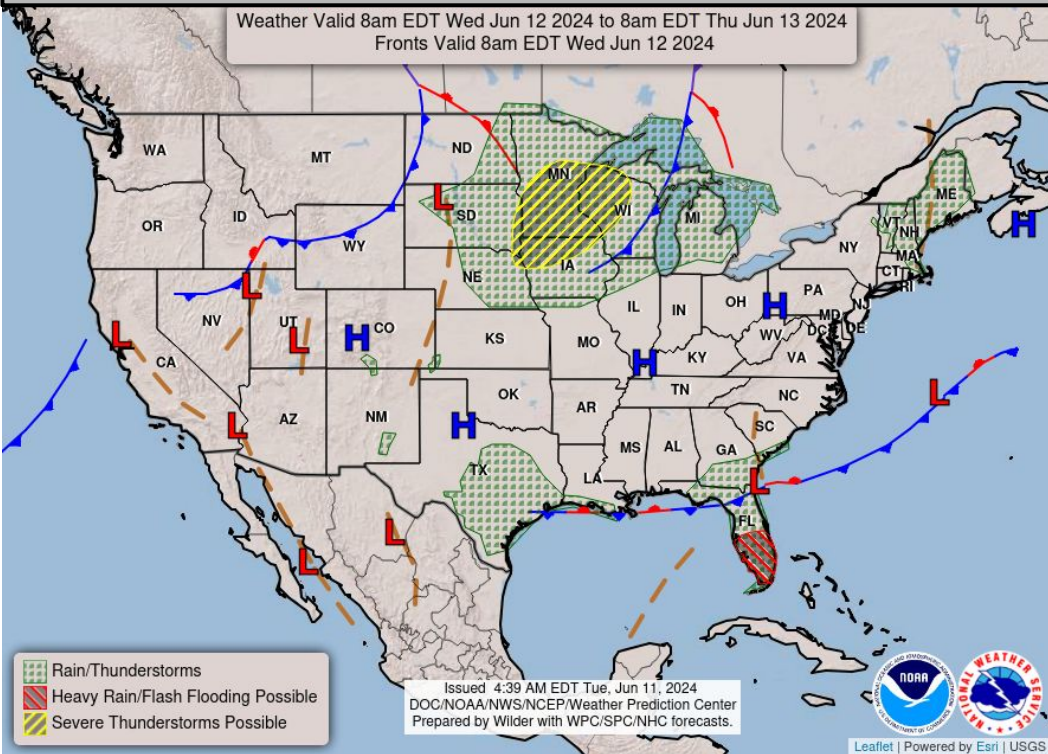 Weather Valid 8am EDT Wed Jun 12 2024 to 8am EDT Thu Jun 13 2024
Fronts Valid 8am EDT Wed Jun 12 2024
WA
MT
ND
MN
ME
OR
ID
L
SD
WI
MI
VT
NH
H
WY
NY
MA
CT
RI
NE
IA
L
NV
UT
L
H
CO
IL
IN
OH
H
PA
NJ
MD
DC
DE
WV
VA
L
CA
KS
MO
H
KY
L
AZ
NM
OK
H
AR
TN
NC
L
SC
MS
AL
GA
TX
LA
L
FL
L
L
Rain/Thunderstorms
Heavy Rain/Flash Flooding Possible
Severe Thunderstorms Possible
Issued 4:39 AM EDT Tue, Jun 11, 2024
DOC/NOAA/NWS/NCEP/Weather Prediction Center
Prepared by Wilder with WPC/SPC/NHC forecasts.
NOAA
NATIONAL WEATHER SERVICE
Leaflet | Powered by Esri | USGS